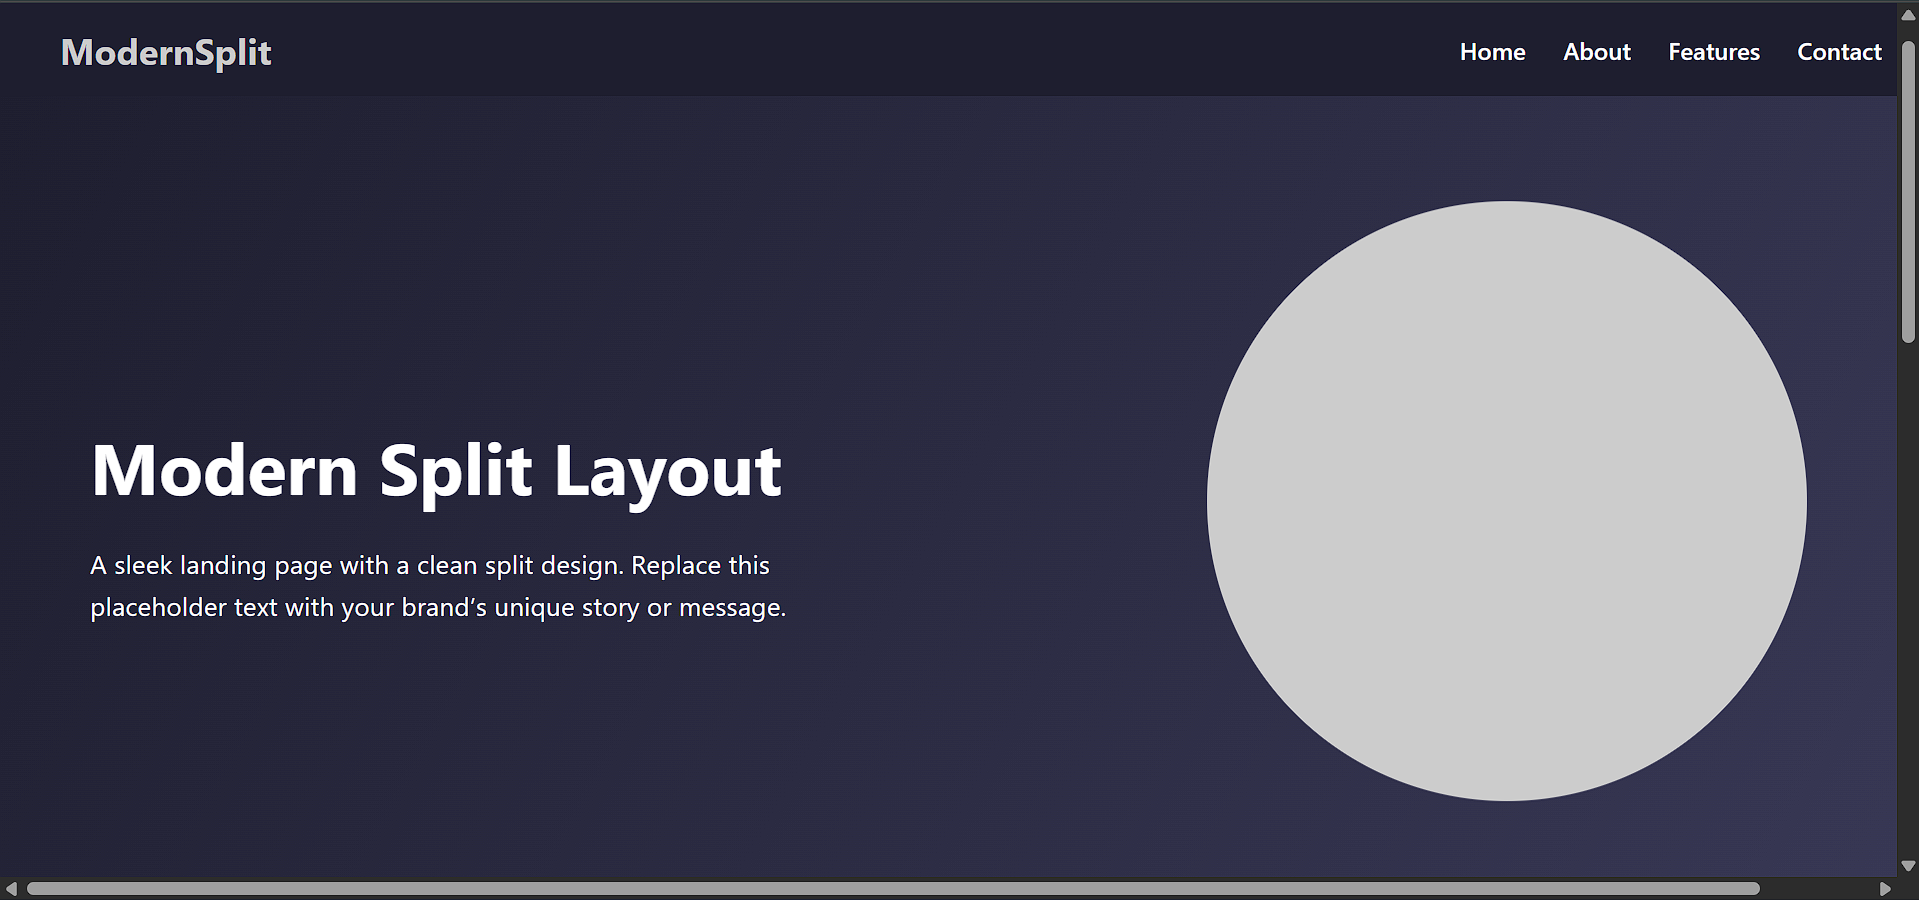 ModernSplit
Home About Features Contact
Modern Split Layout
A sleek landing page with a clean split design. Replace this
placeholder text with your brand’s unique story or message.